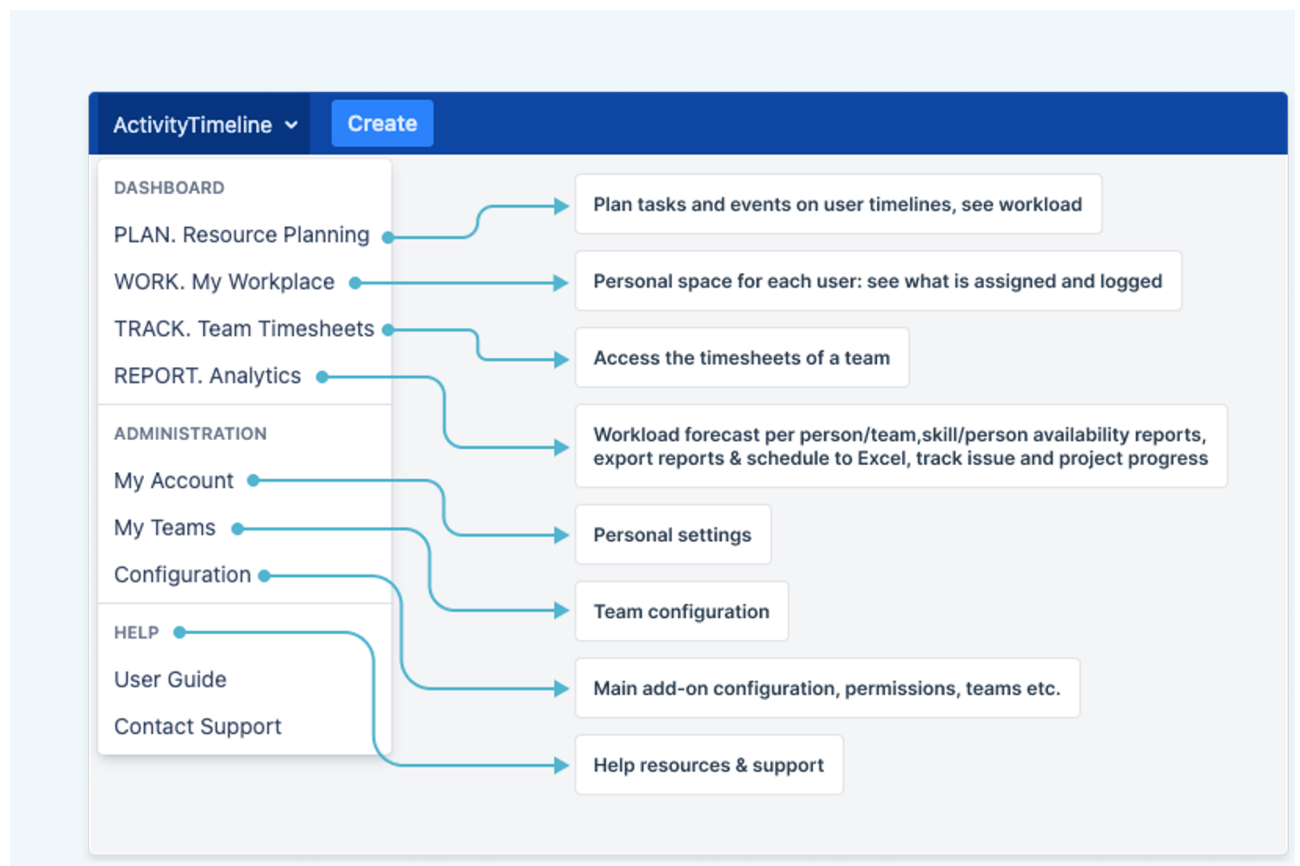 ActivityTimeline
Create
DASHBOARD
PLAN. Resource Planning
Plan tasks and events on user timelines, see workload
WORK. My Workplace
Personal space for each user: see what is assigned and logged
TRACK. Team Timesheets
Access the timesheets of a team
REPORT. Analytics
Workload forecast per person/team,skill/person availability reports,
export reports & schedule to Excel, track issue and project progress
ADMINISTRATION
My Account
Personal settings
My Teams
Team configuration
Configuration
Main add-on configuration, permissions, teams etc.
HELP
Help resources & support
User Guide
Contact Support